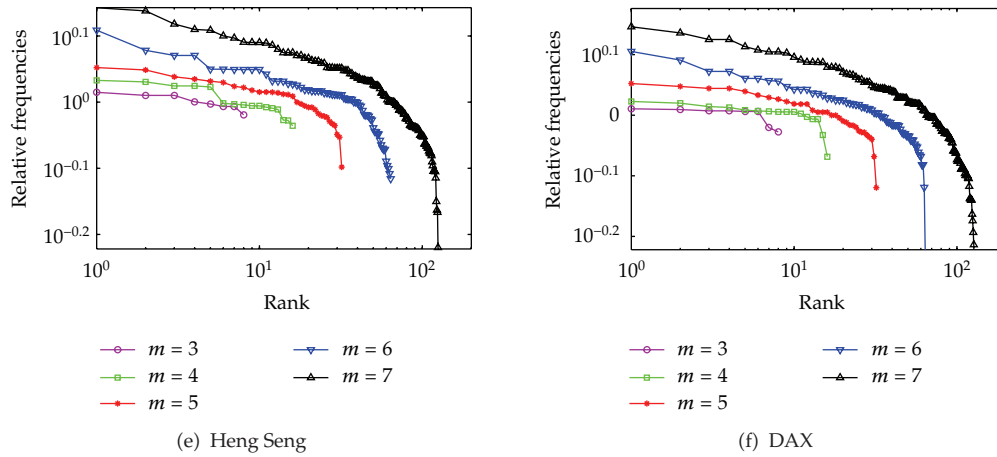 10^0.1
10^0
10^−0.1
10^−0.2
Relative frequencies
10^0
10^1
10^2
Rank
m = 3
m = 6
m = 4
m = 7
m = 5
(e) Heng Seng
10^0.1
0
10^−0.1
10^−0.2
Relative frequencies
10^0
10^1
10^2
Rank
m = 3
m = 6
m = 4
m = 7
m = 5
(f) DAX